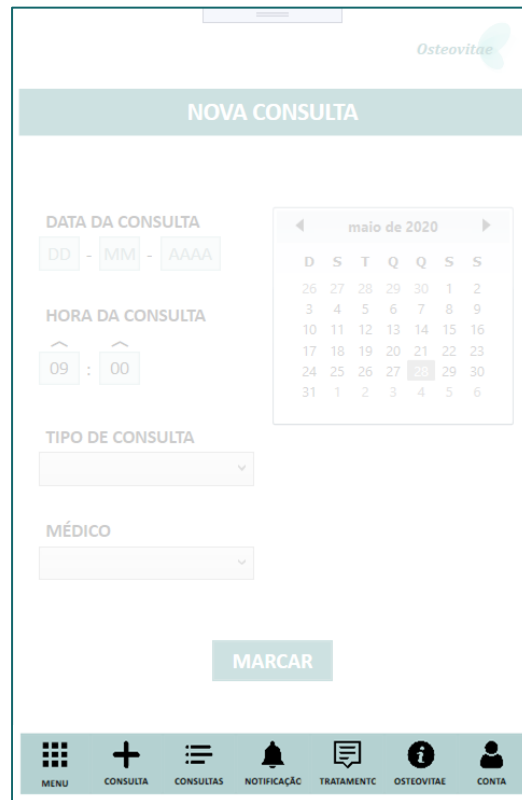 Osteovitae
NOVA CONSULTA
DATA DA CONSULTA
DD - MM - AAAA
HORA DA CONSULTA
09 : 00
TIPO DE CONSULTA
MÉDICO
maio de 2020
D S T Q Q S S
26 27 28 29 30 1 2
3 4 5 6 7 8 9
10 11 12 13 14 15 16
17 18 19 20 21 22 23
24 25 26 27 28 29 30
31 1 2 3 4 5 6
MARCAR
MENU CONSULTA CONSULTAS NOTIFICAÇÃO TRATAMENTC OSTEOVITAE CONTA